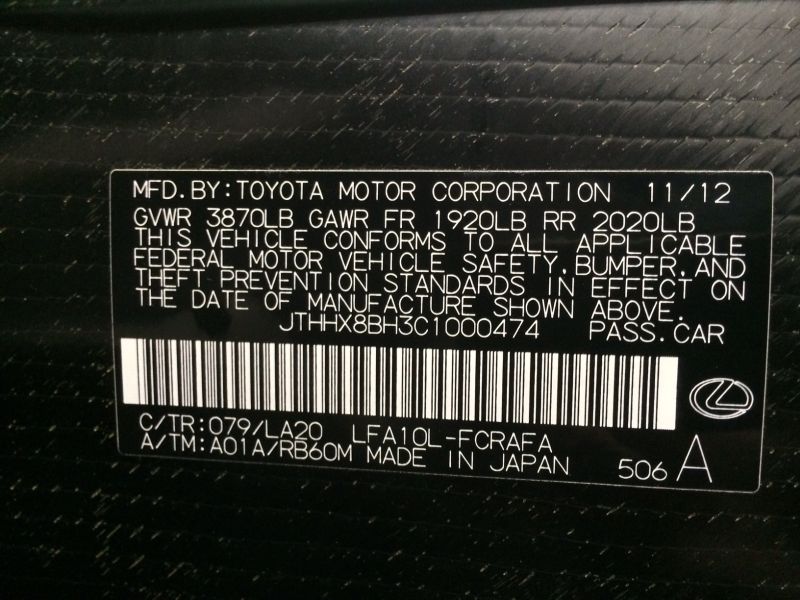 MFD.BY:TOYOTA MOTOR CORPORATION 11/12
GVWR 3870LB GAWR FR 1920LB RR 2020LB
THIS VEHICLE CONFORMS TO ALL APPLICABLE
FEDERAL MOTOR VEHICLE SAFETY,BUMPER,AND
THEFT PREVENTION STANDARDS IN EFFECT ON
THE DATE OF MANUFACTURE SHOWN ABOVE.
JTHHX8BH3C1000474 PASS.CAR
C/TR:079/LA20 LFA10L-FCRAFA
A/TM:A01A/RB60M MADE IN JAPAN 506 A